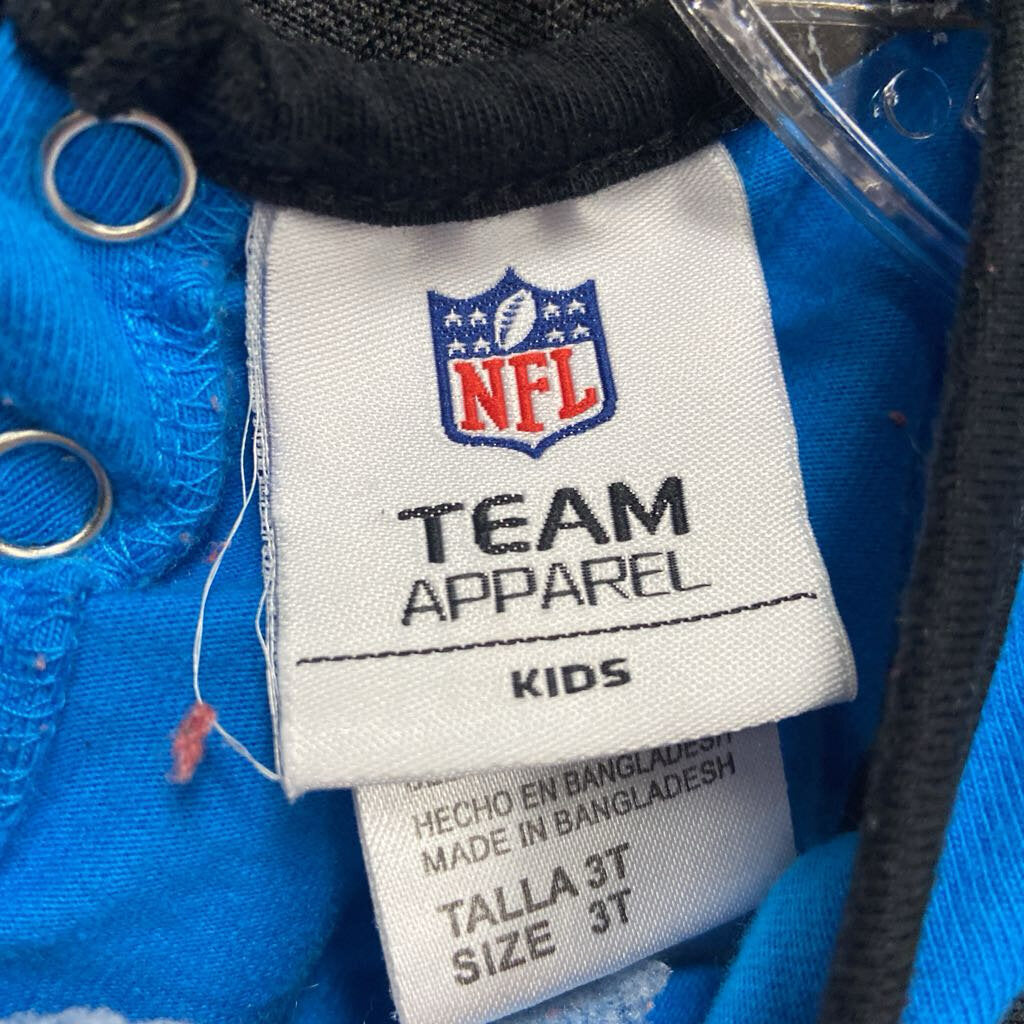 NFL
TEAM
APPAREL
KIDS
HECHO EN BANGLADESH
MADE IN BANGLADESH
TALLA 3T
SIZE 3T